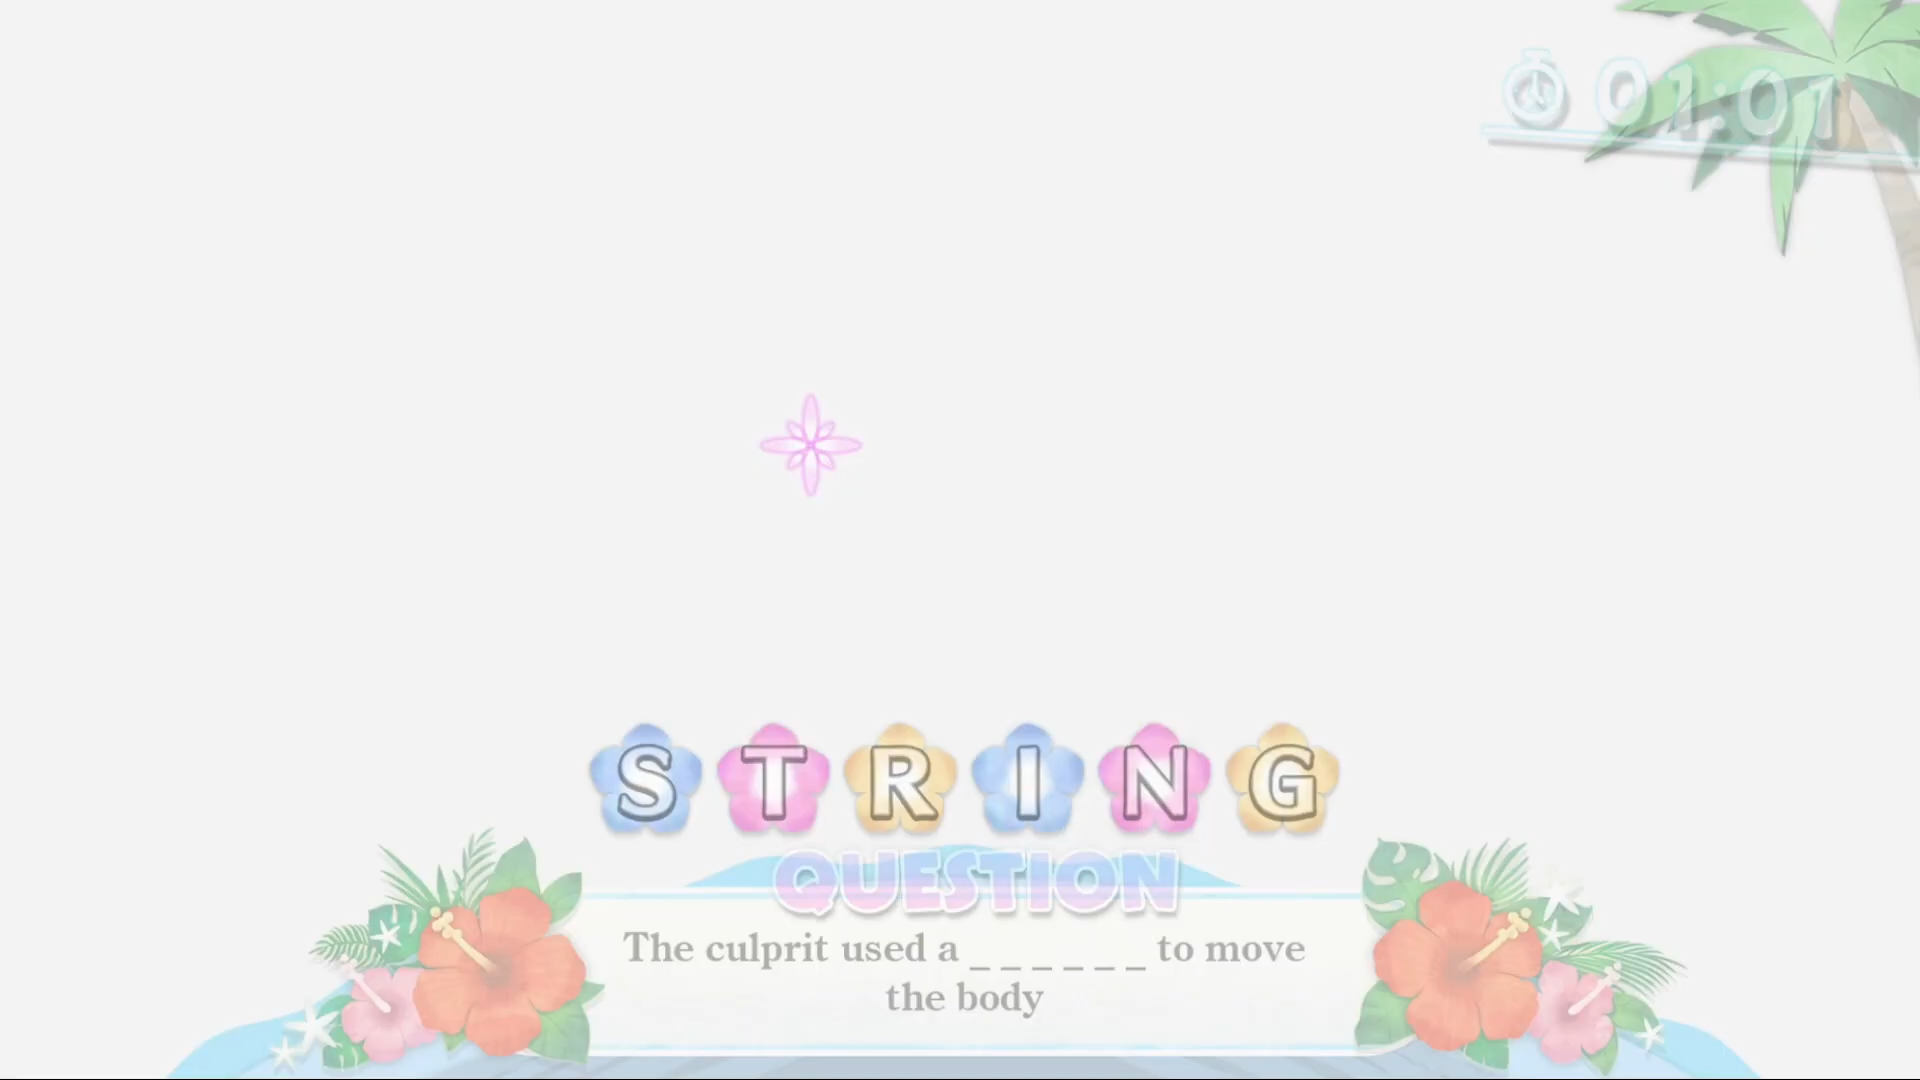 01:01
STRING
QUESTION
The culprit used a _ _ _ _ _ _ to move
the body